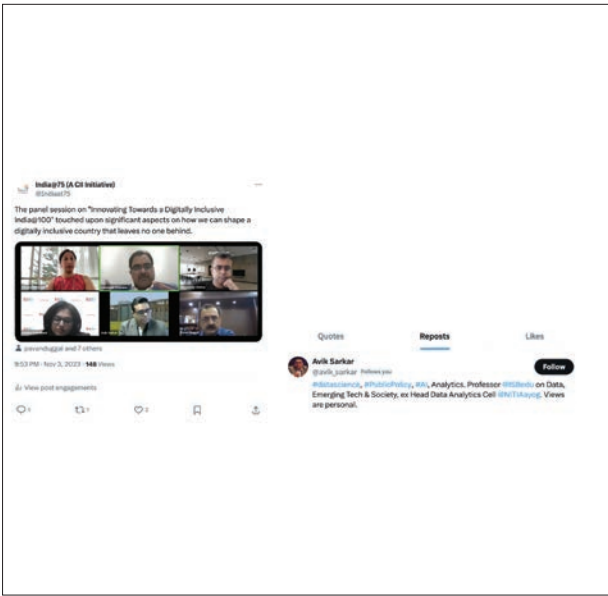 India@75 (A CII Initiative)
@Indiaat75
The panel session on "Innovating Towards a Digitally Inclusive
India@100" touched upon significant aspects on how we can shape a
digitally inclusive country that leaves no one behind.
pavanduggal and 7 others
9:53 PM · Nov 3, 2023 · 148 Views
View post engagements
Quotes
Reposts
Likes
Avik Sarkar
@avik_sarkar Follows you
Follow
#datascience, #PublicPolicy, #AI, Analytics. Professor @ISBedu on Data,
Emerging Tech & Society, ex Head Data Analytics Cell @NITIAayog. Views
are personal.